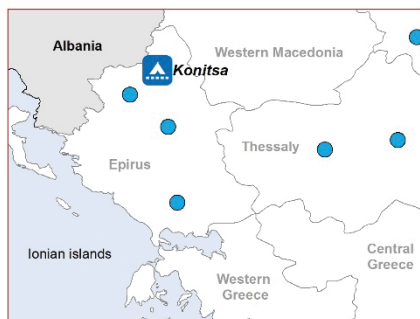 Albania
Western Macedonia
Konitsa
Thessaly
Epirus
Ionian islands
Central
Greece
Western
Greece